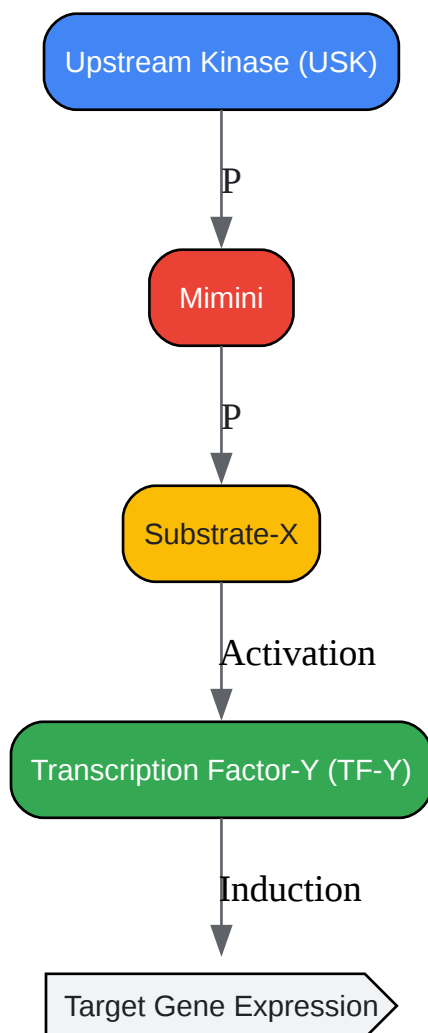 Upstream Kinase (USK)
P
Mimini
P
Substrate-X
Activation
Transcription Factor-Y (TF-Y)
Induction
Target Gene Expression